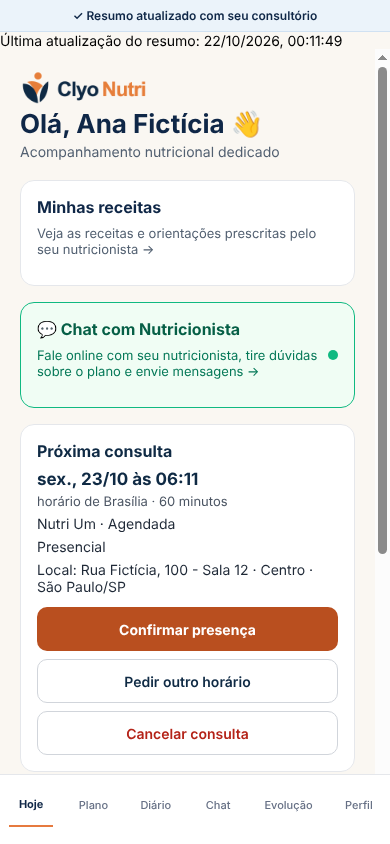 ✓ Resumo atualizado com seu consultório
Última atualização do resumo: 22/10/2026, 00:11:49
Clyo Nutri
Olá, Ana Fictícia 👋
Acompanhamento nutricional dedicado
Minhas receitas
Veja as receitas e orientações prescritas pelo
seu nutricionista →
💬 Chat com Nutricionista
Fale online com seu nutricionista, tire dúvidas
sobre o plano e envie mensagens →
Próxima consulta
sex., 23/10 às 06:11
horário de Brasília · 60 minutos
Nutri Um · Agendada
Presencial
Local: Rua Fictícia, 100 - Sala 12 · Centro ·
São Paulo/SP
Confirmar presença
Pedir outro horário
Cancelar consulta
Hoje Plano Diário Chat Evolução Perfil